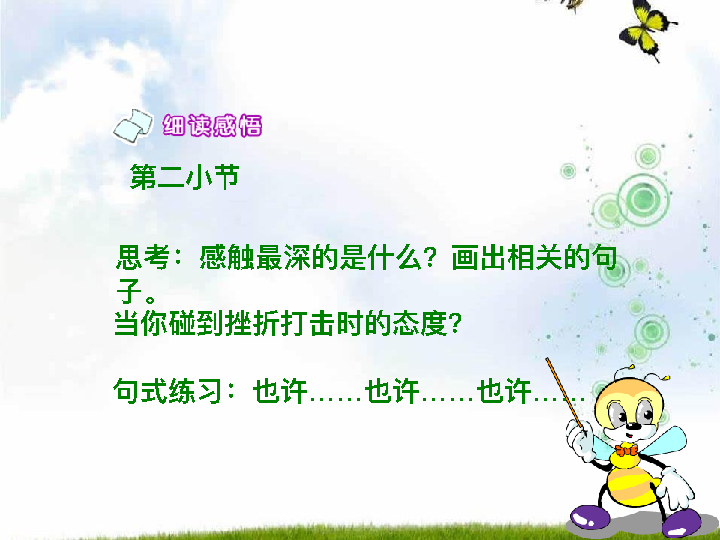 细读感悟
第二小节
思考：感触最深的是什么？画出相关的句
子。
当你碰到挫折打击时的态度？
句式练习：也许……也许……也许……